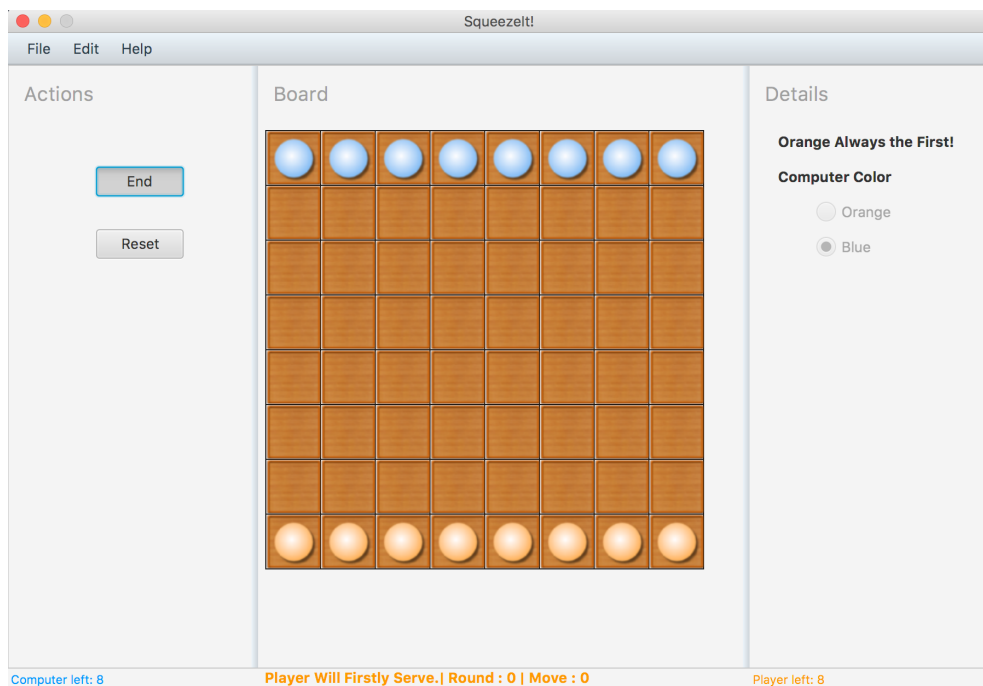 SqueezeIt!
File Edit Help
Actions
End
Reset
Board
Details
Orange Always the First!
Computer Color
Orange
Blue
Computer left: 8
Player Will Firstly Serve.| Round : 0 | Move : 0
Player left: 8